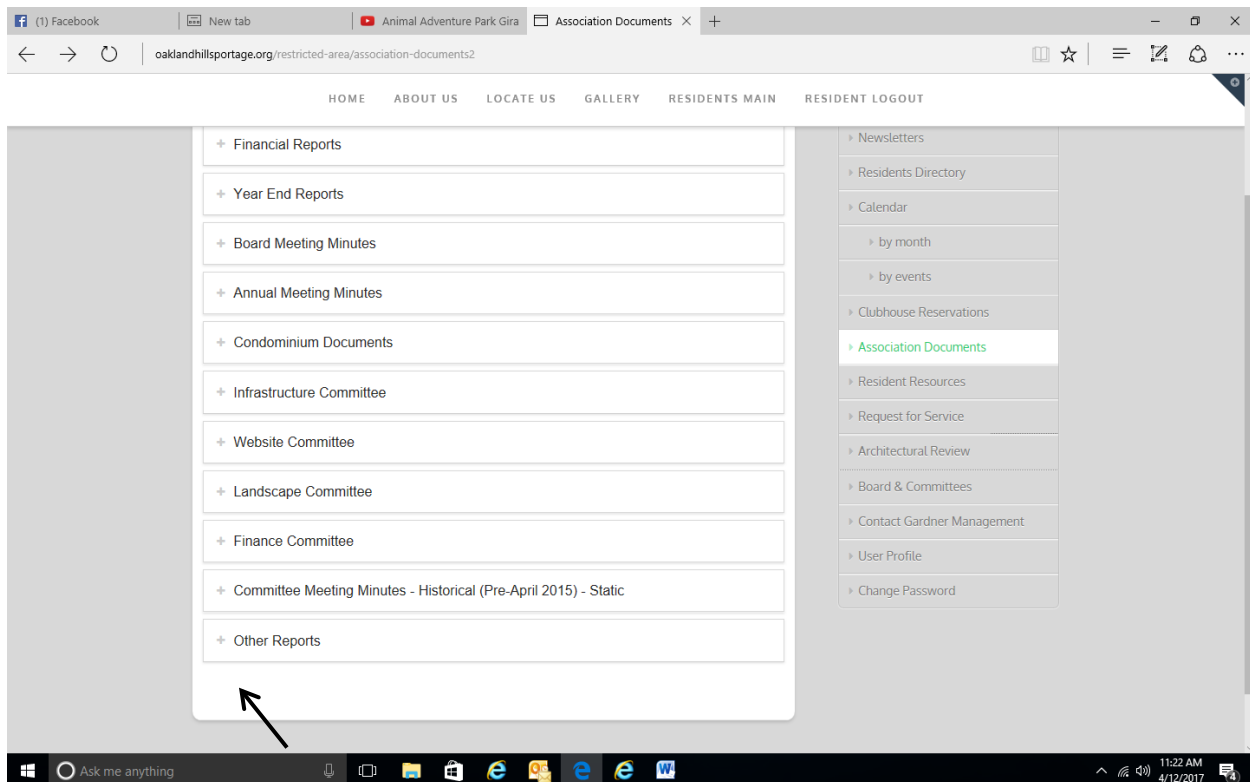 (1) Facebook
New tab
Animal Adventure Park Gira
Association Documents
oaklandhillsportage.org/restricted-area/association-documents2
HOME ABOUT US LOCATE US GALLERY RESIDENTS MAIN RESIDENT LOGOUT
Financial Reports
Year End Reports
Board Meeting Minutes
Annual Meeting Minutes
Condominium Documents
Infrastructure Committee
Website Committee
Landscape Committee
Finance Committee
Committee Meeting Minutes - Historical (Pre-April 2015) - Static
Other Reports
Newsletters
Residents Directory
Calendar
by month
by events
Clubhouse Reservations
Association Documents
Resident Resources
Request for Service
Architectural Review
Board & Committees
Contact Gardner Management
User Profile
Change Password
Ask me anything
11:22 AM
4/12/2017
4